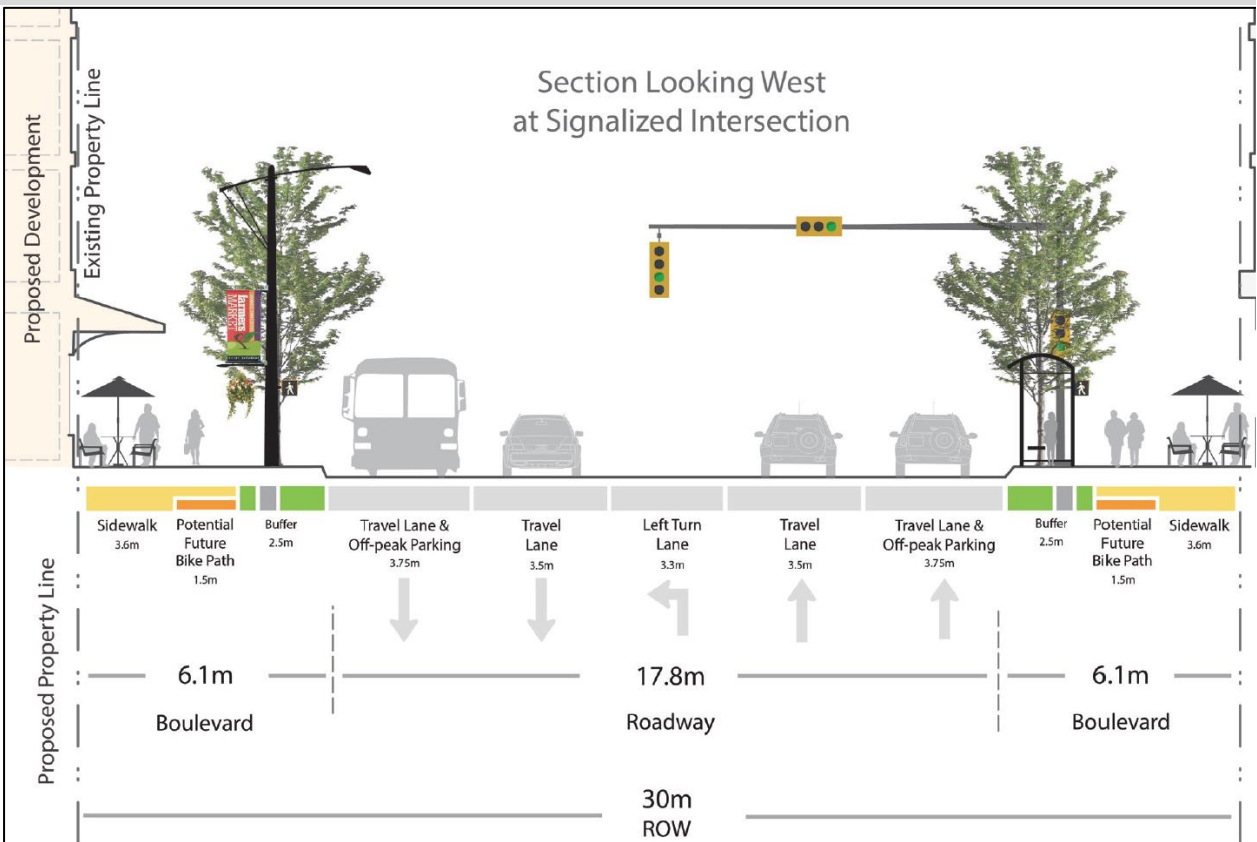 Section Looking West
at Signalized Intersection
Proposed Development
Existing Property Line
farmers
MARKET
Sidewalk
3.6m
Potential
Future
Bike Path
1.5m
Buffer
2.5m
Travel Lane &
Off-peak Parking
3.75m
Travel
Lane
3.5m
Left Turn
Lane
3.3m
Travel
Lane
3.5m
Travel Lane &
Off-peak Parking
3.75m
Buffer
2.5m
Potential
Future
Bike Path
1.5m
Sidewalk
3.6m
Proposed Property Line
6.1m
Boulevard
17.8m
Roadway
6.1m
Boulevard
30m
ROW